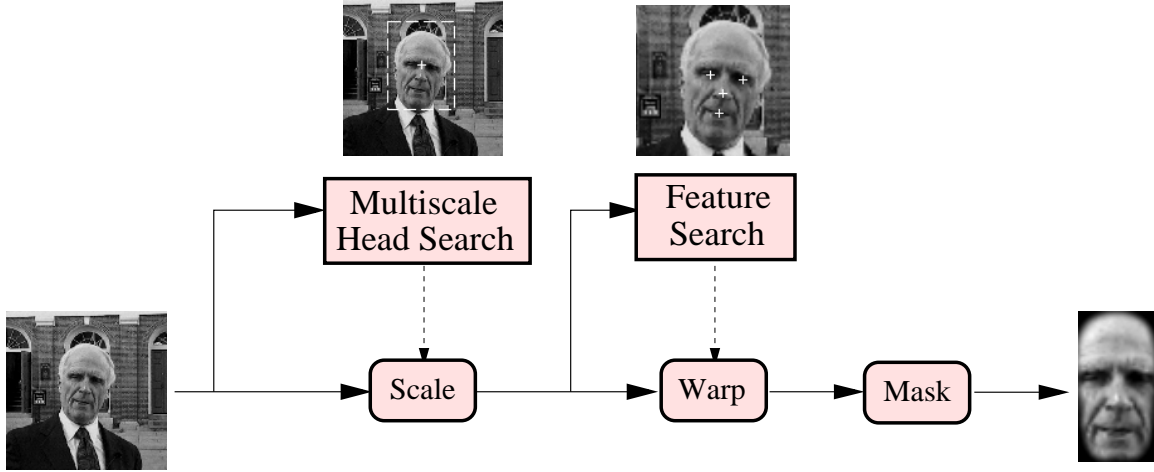 Multiscale
Head Search
Feature
Search
Scale
Warp
Mask